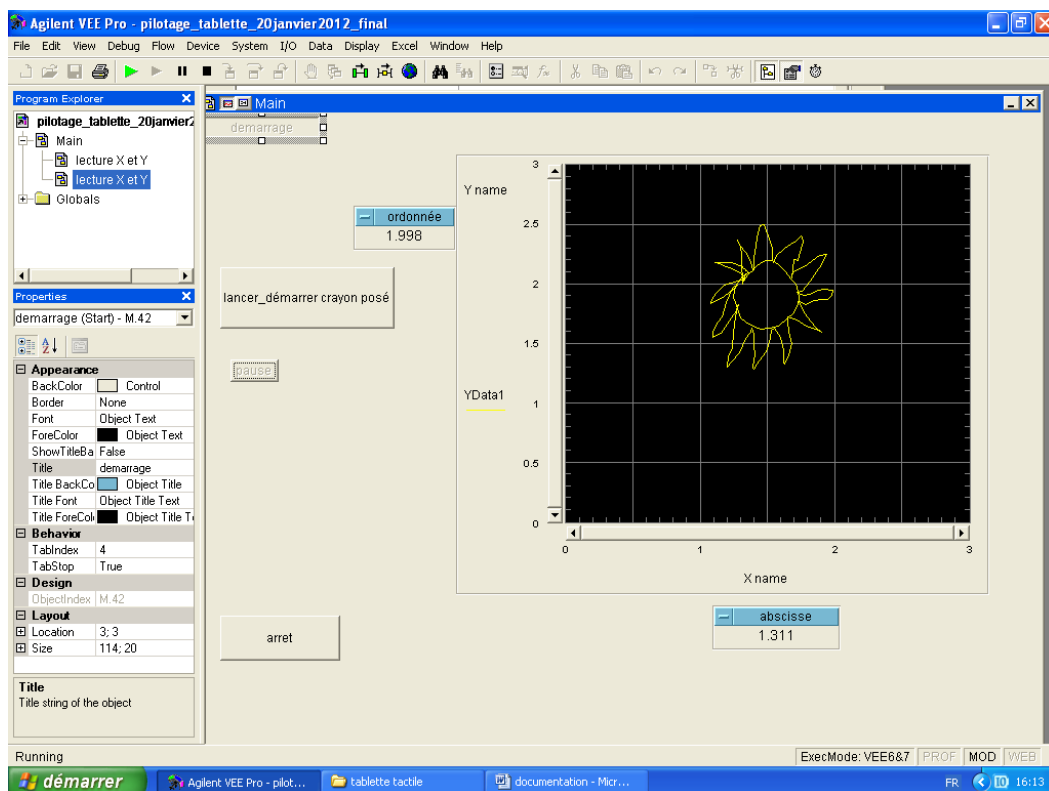 Agilent VEE Pro - pilotage_tablette_20janvier2012_final
File Edit View Debug Flow Device System I/O Data Display Excel Window Help
Program Explorer
pilotage_tablette_20janvier2
Main
lecture X et Y
lecture X et Y
Globals
Properties
demarrage (Start) - M.42
Appearance
BackColor Control
Border None
Font Object Text
ForeColor Object Text
ShowTitleBa False
Title demarrage
Title BackCo Object Title
Title Font Object Title Text
Title ForeCol Object Title T
Behavior
TabIndex 4
TabStop True
Design
ObjectIndex M.42
Layout
Location 3; 3
Size 114; 20
Title
Title string of the object
Main
demarrage
ordonnée
1.998
lancer_démarrer crayon posé
pause
arret
Y name
YData1
3
2.5
2
1.5
1
0.5
0
0 1 2 3
X name
abscisse
1.311
Running
ExecMode: VEE6&7 PROF MOD WEB
démarrer
Agilent VEE Pro - pilot...
tablette tactile
documentation - Micr...
FR
16:13